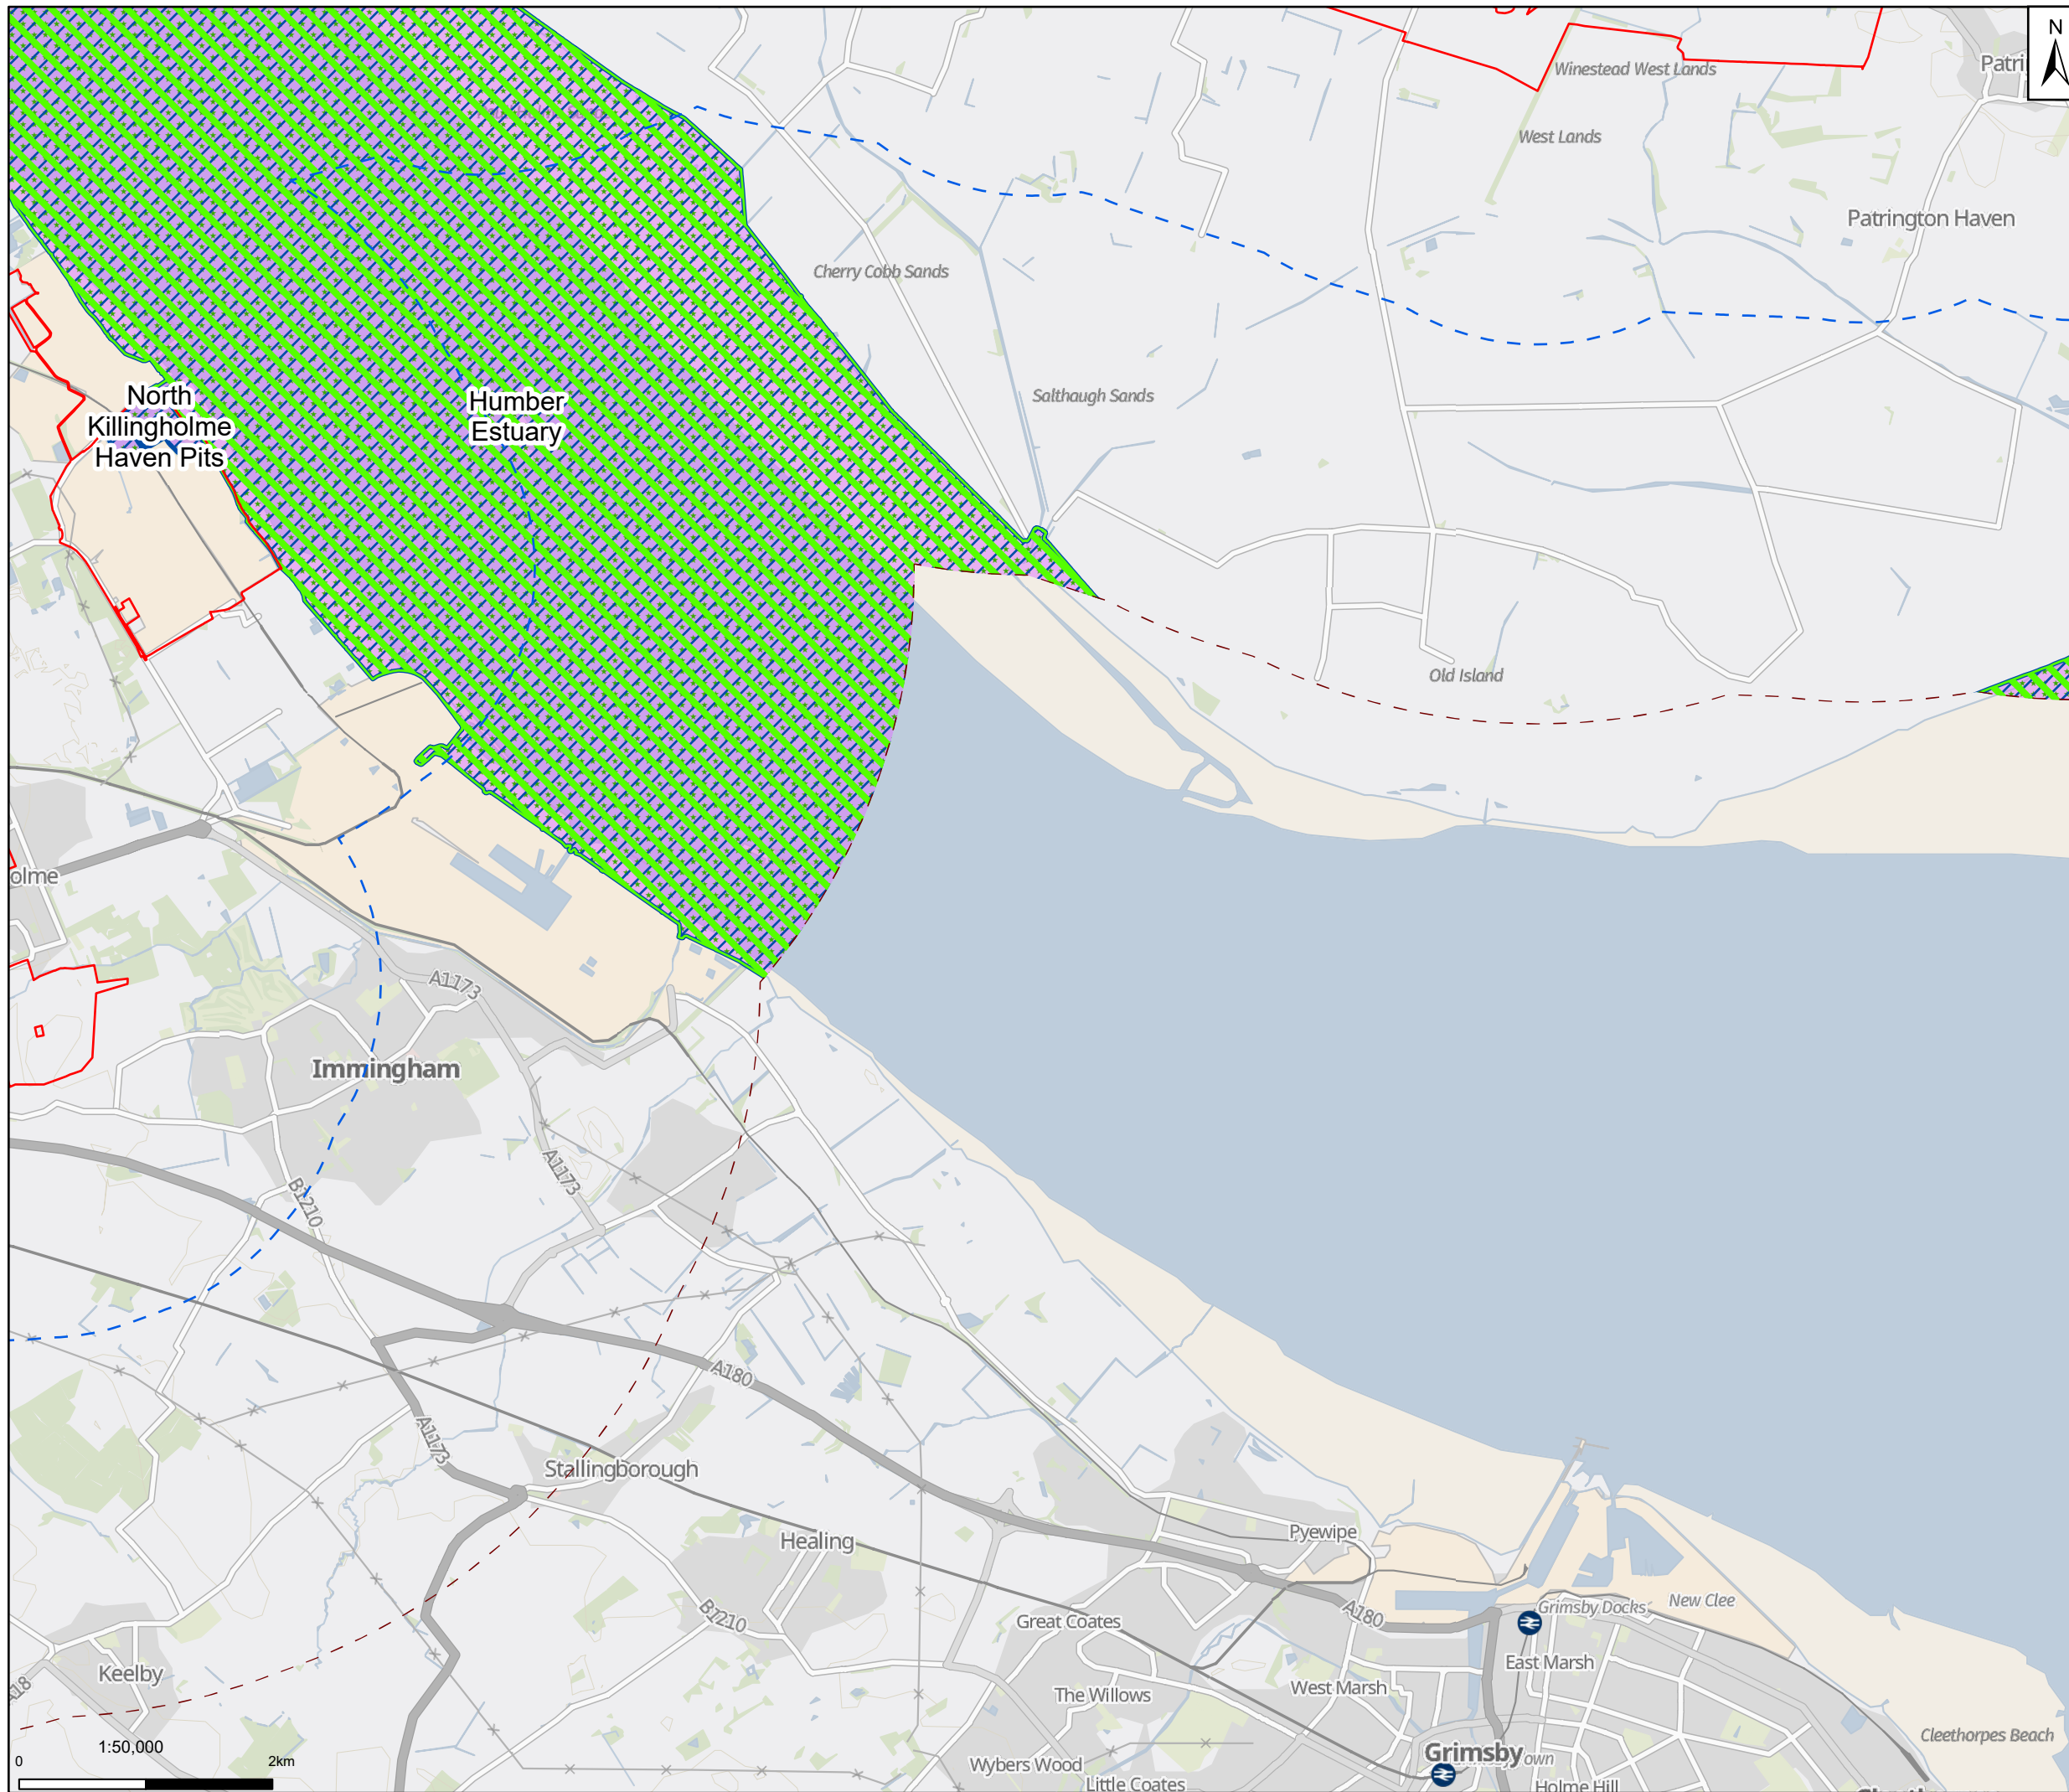 N
Winestead West Lands
West Lands
Patrington Haven
Cherry Cobb Sands
Salthaugh Sands
North
Killingholme
Haven Pits
Humber
Estuary
Old Island
olme
A1173
Immingham
A1173
B1210
A180
A1173
Stallingborough
Healing
Pyewipe
B1210
Great Coates
A180
Grimsby Docks
New Clee
East Marsh
Keelby
A18
The Willows
West Marsh
Cleethorpes Beach
1:50,000
0
2km
Wybers Wood
Grimsby
own
Little Coates
Holme Hill